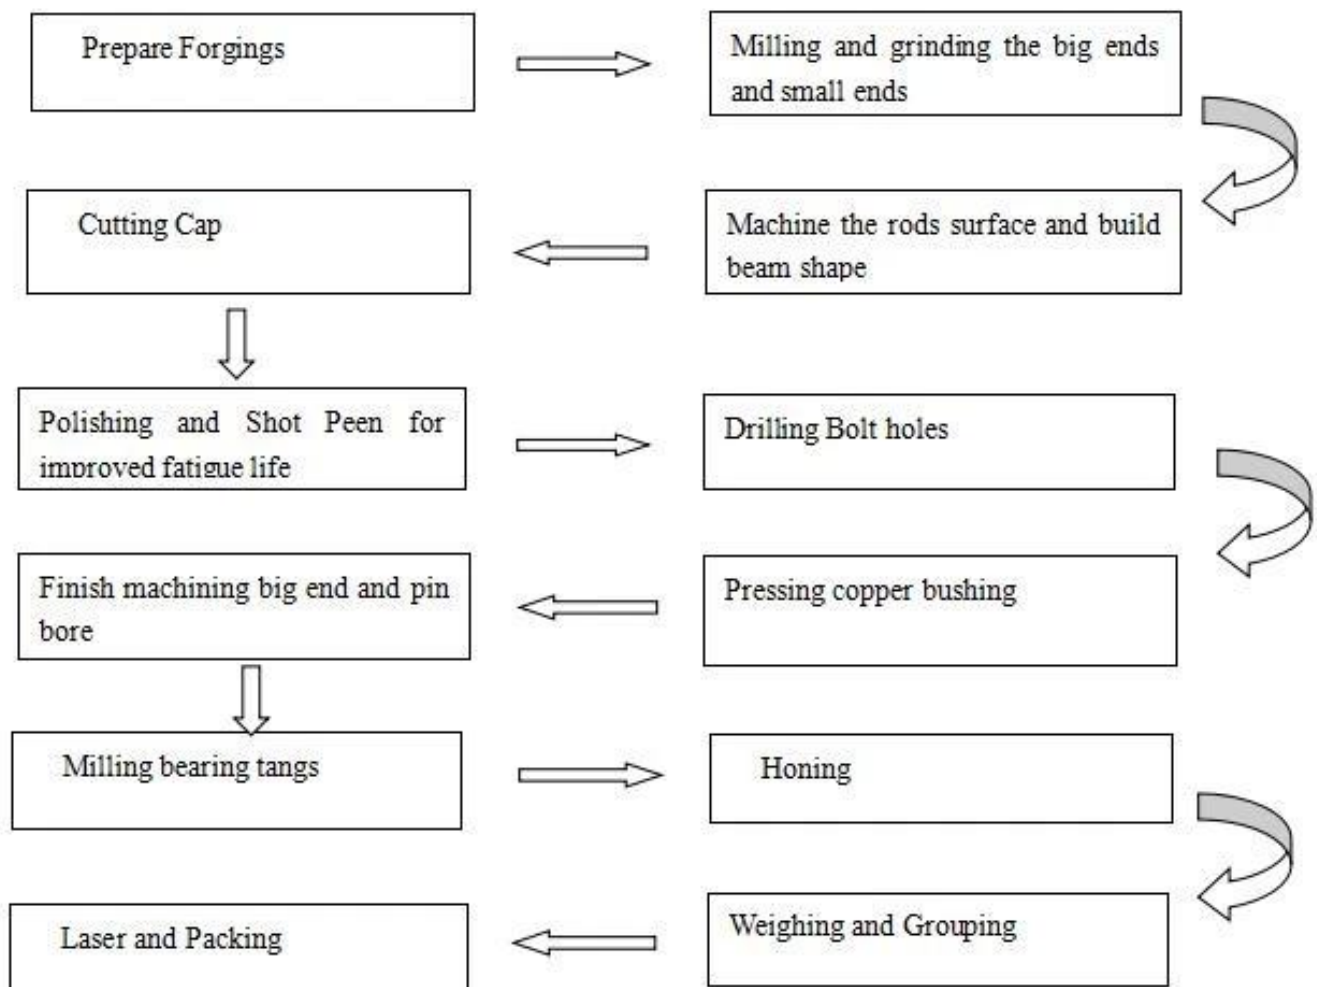 Prepare Forgings
Milling and grinding the big ends
and small ends
Machine the rods surface and build
beam shape
Cutting Cap
Polishing and Shot Peen for
improved fatigue life
Drilling Bolt holes
Pressing copper bushing
Finish machining big end and pin
bore
Milling bearing tangs
Honing
Weighing and Grouping
Laser and Packing